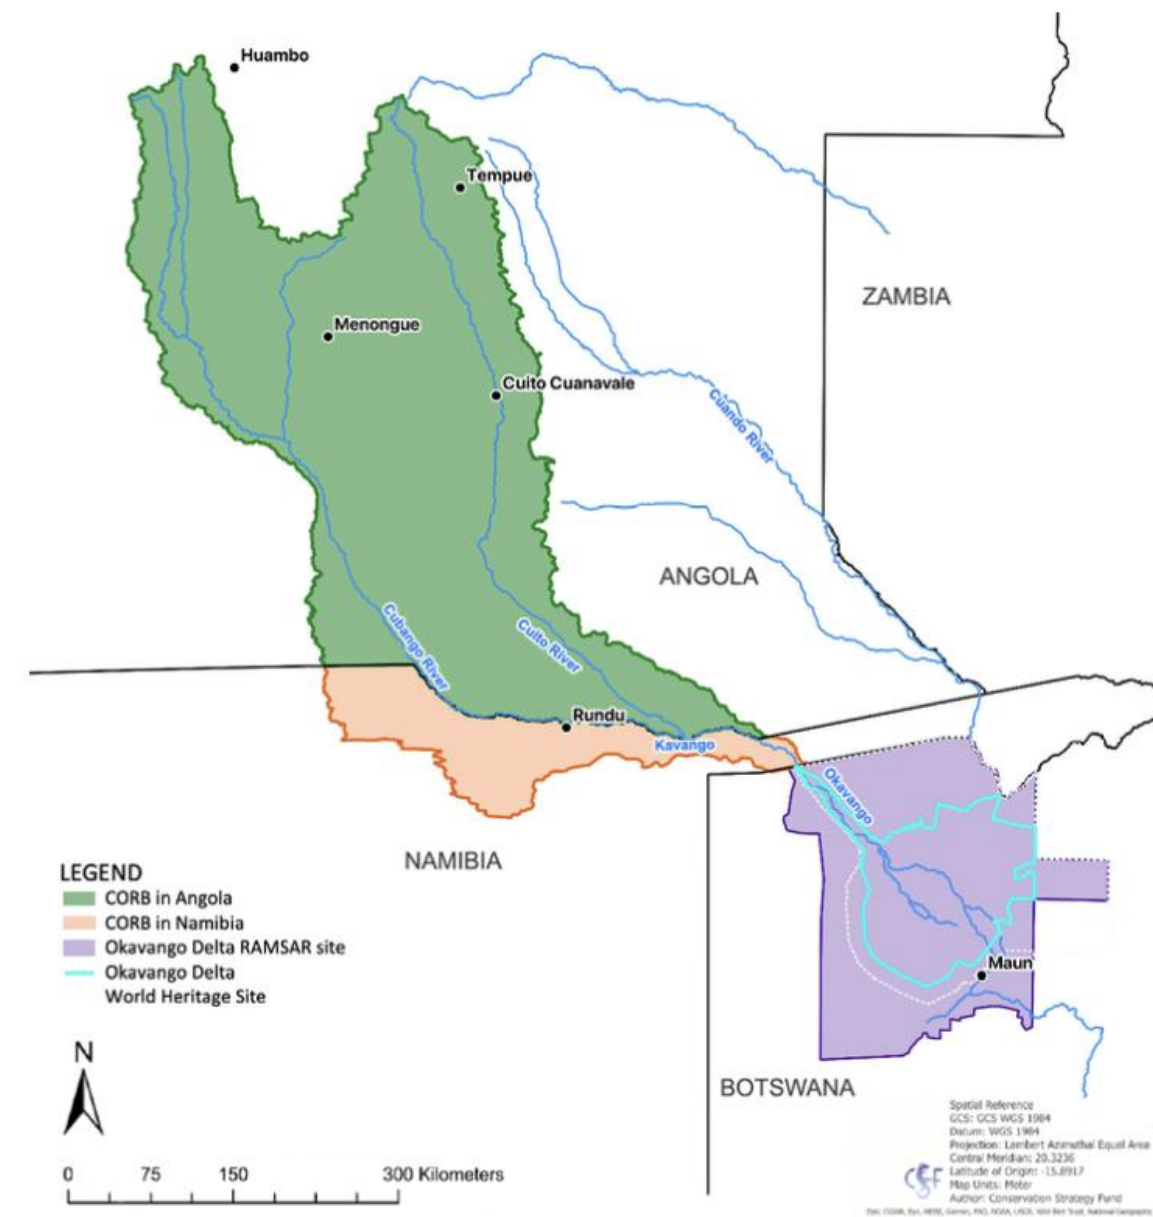 Huambo
Tempue
ZAMBIA
Menongue
Cuito Cuanavale
Cuando River
ANGOLA
Cubango River
Cuito River
Rundu
Kavango
Okavango
NAMIBIA
LEGEND
CORB in Angola
CORB in Namibia
Okavango Delta RAMSAR site
Okavango Delta
World Heritage Site
Maun
N
BOTSWANA
0 75 150 300 Kilometers
Spatial Reference
GCS: GCS WGS 1984
Datum: WGS 1984
Projection: Lambert Azimuthal Equal Area
Central Meridian: 20.3236
Latitude of Origin: -15.8917
Map Units: Meter
Author: Conservation Strategy Fund
CSF